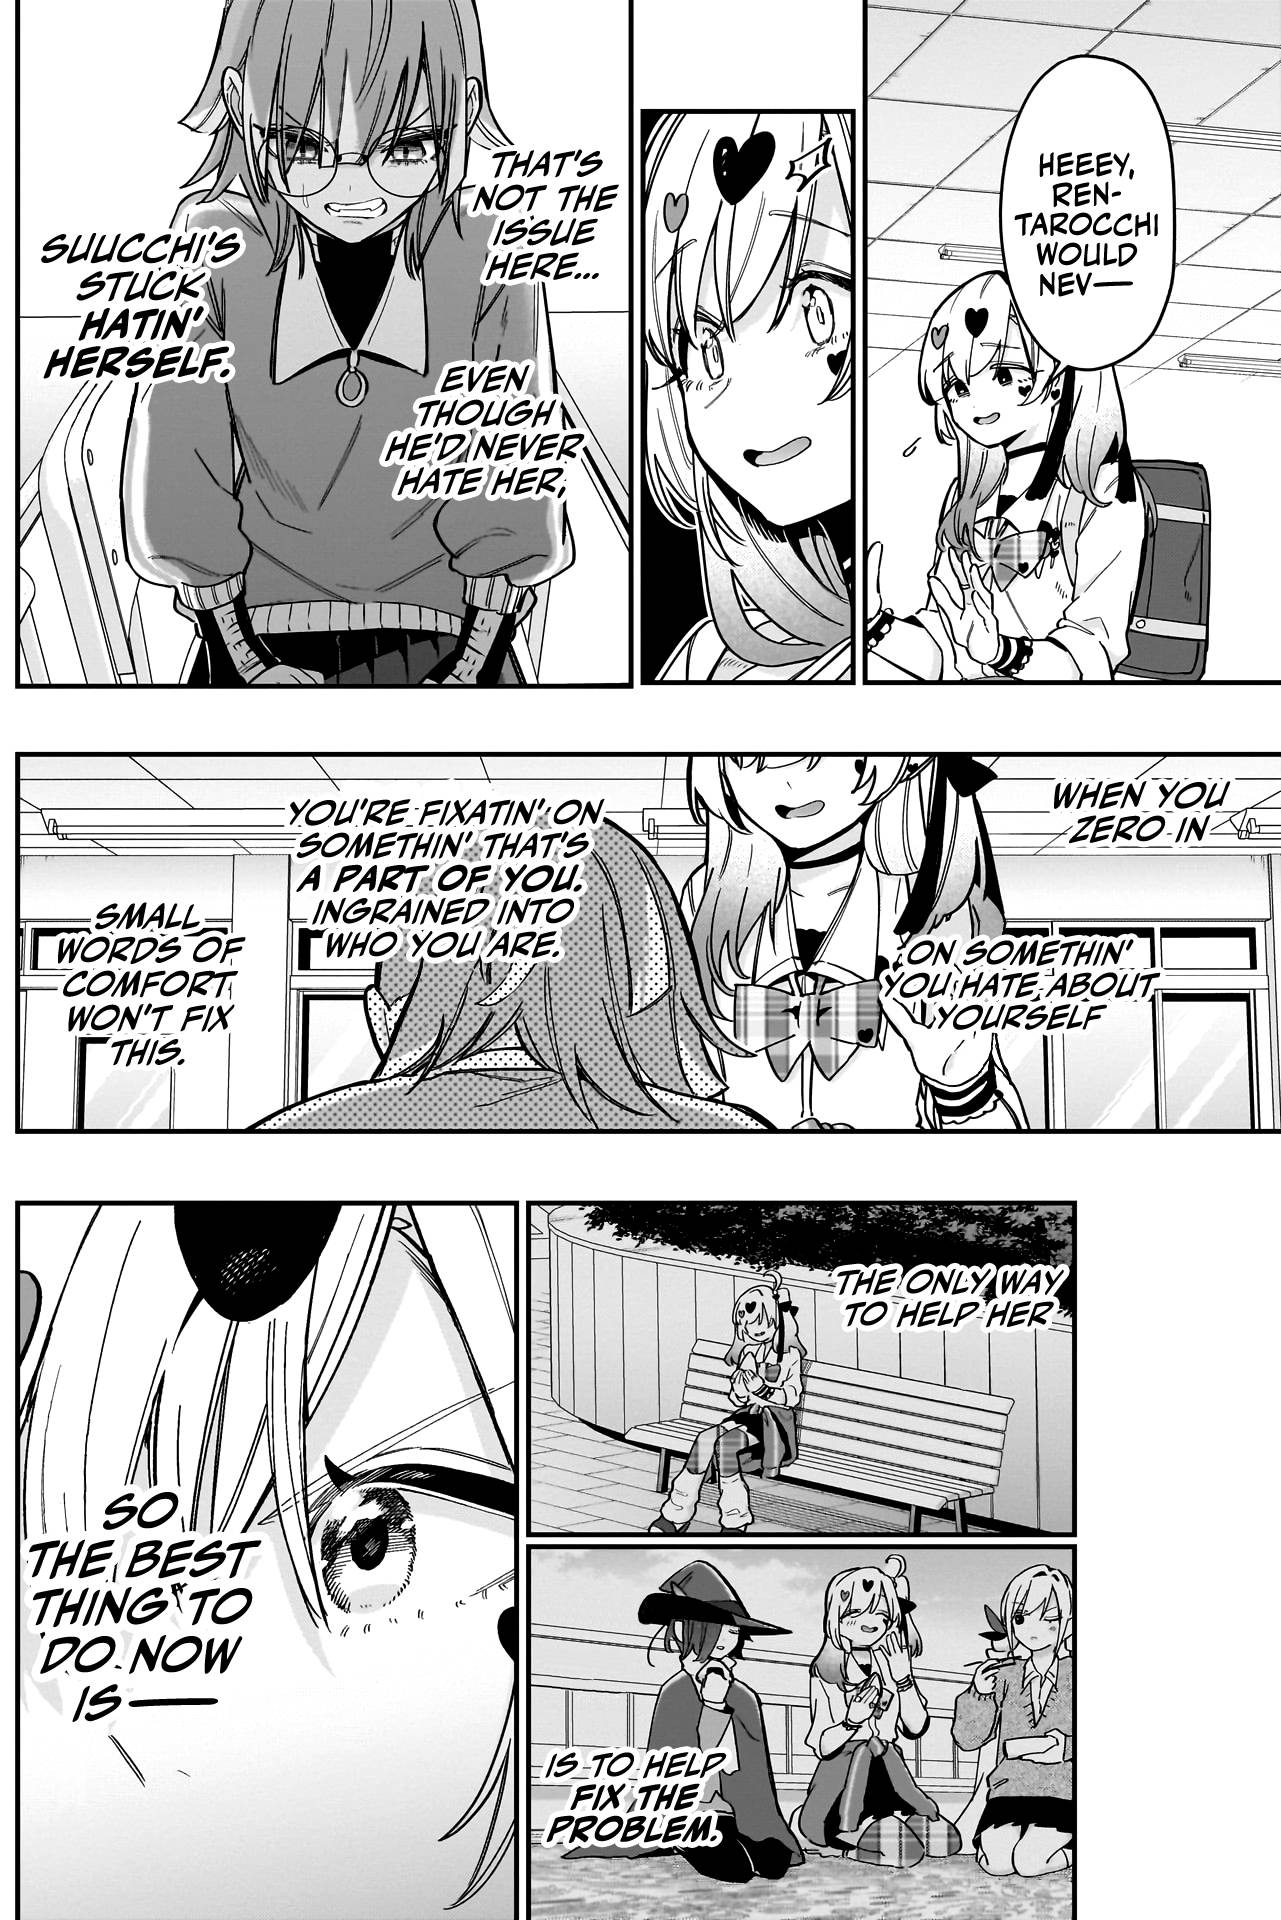 HEEEY,
REN-
TAROCCHI
WOULD
NEV—
THAT'S
NOT THE
ISSUE
HERE...
EVEN
THOUGH
HE'D NEVER
HATE HER,
SUUCCHI'S
STUCK
HATIN'
HERSELF.
WHEN YOU
ZERO IN
ON SOMETHIN'
YOU HATE ABOUT
YOURSELF
YOU'RE FIXATIN' ON
SOMETHIN' THAT'S
A PART OF YOU.
INGRAINED INTO
WHO YOU ARE.
SMALL
WORDS OF
COMFORT
WON'T FIX
THIS.
THE ONLY WAY
TO HELP HER
IS TO HELP
FIX THE
PROBLEM.
SO
THE BEST
THING TO
DO NOW
IS—